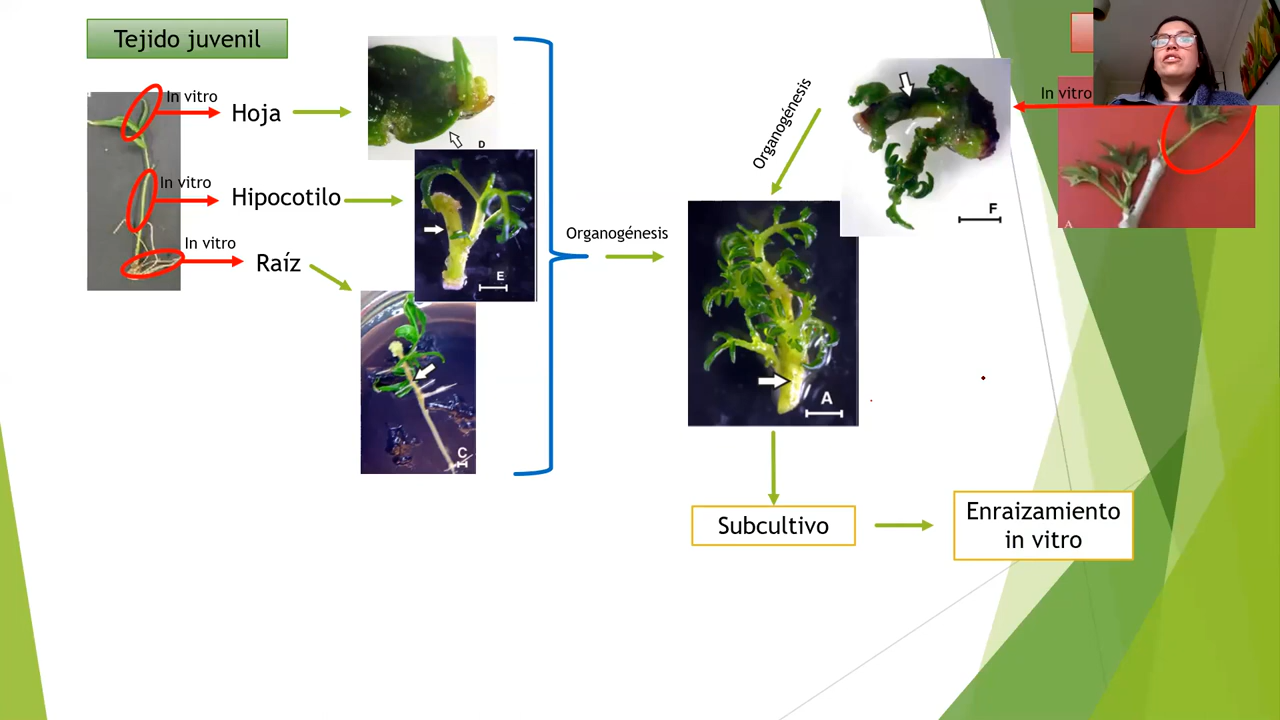 Tejido juvenil
In vitro
Hoja
D
In vitro
Hipocotilo
E
In vitro
Raíz
C
Organogénesis
Organogénesis
F
In vitro
A
A
Subcultivo
Enraizamiento
in vitro